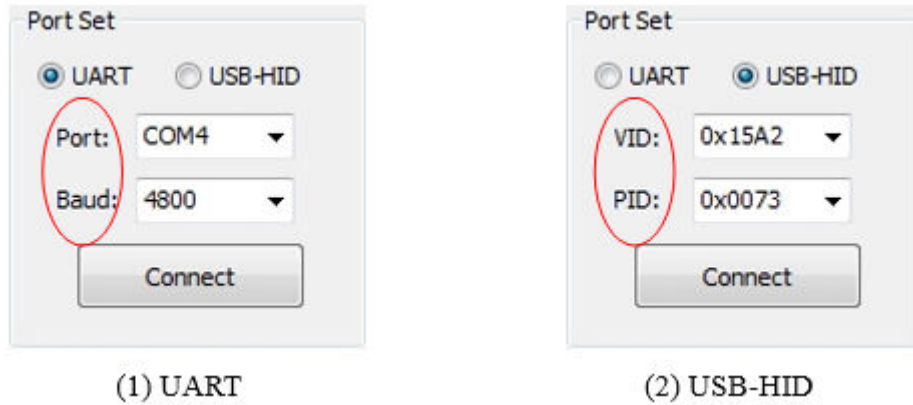 Port Set
UART USB-HID
Port: COM4
Baud: 4800
Connect
(1) UART
Port Set
UART USB-HID
VID: 0x15A2
PID: 0x0073
Connect
(2) USB-HID